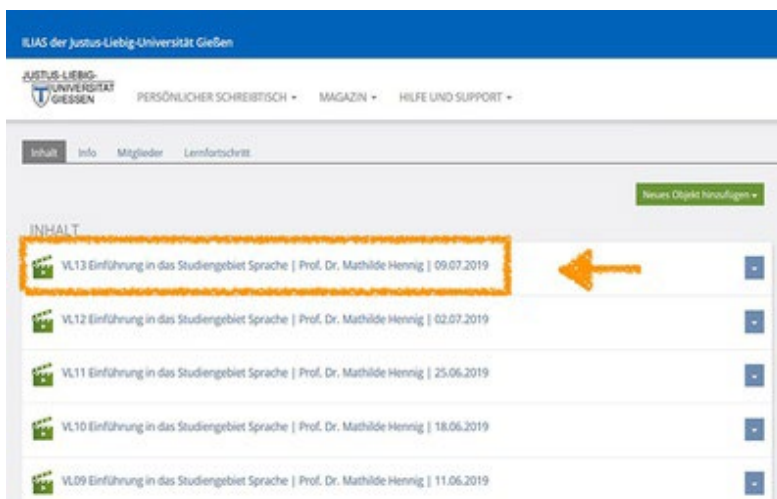 ILIAS der Justus-Liebig-Universität Gießen
JUSTUS-LIEBIG-
UNIVERSITÄT
GIESSEN
PERSÖNLICHER SCHREIBTISCH MAGAZIN HILFE UND SUPPORT
Inhalt Info Mitglieder Lernfortschritt
Neues Objekt hinzufügen
INHALT
VL13 Einführung in das Studiengebiet Sprache | Prof. Dr. Mathilde Hennig | 09.07.2019
VL12 Einführung in das Studiengebiet Sprache | Prof. Dr. Mathilde Hennig | 02.07.2019
VL11 Einführung in das Studiengebiet Sprache | Prof. Dr. Mathilde Hennig | 25.06.2019
VL10 Einführung in das Studiengebiet Sprache | Prof. Dr. Mathilde Hennig | 18.06.2019
VL09 Einführung in das Studiengebiet Sprache | Prof. Dr. Mathilde Hennig | 11.06.2019